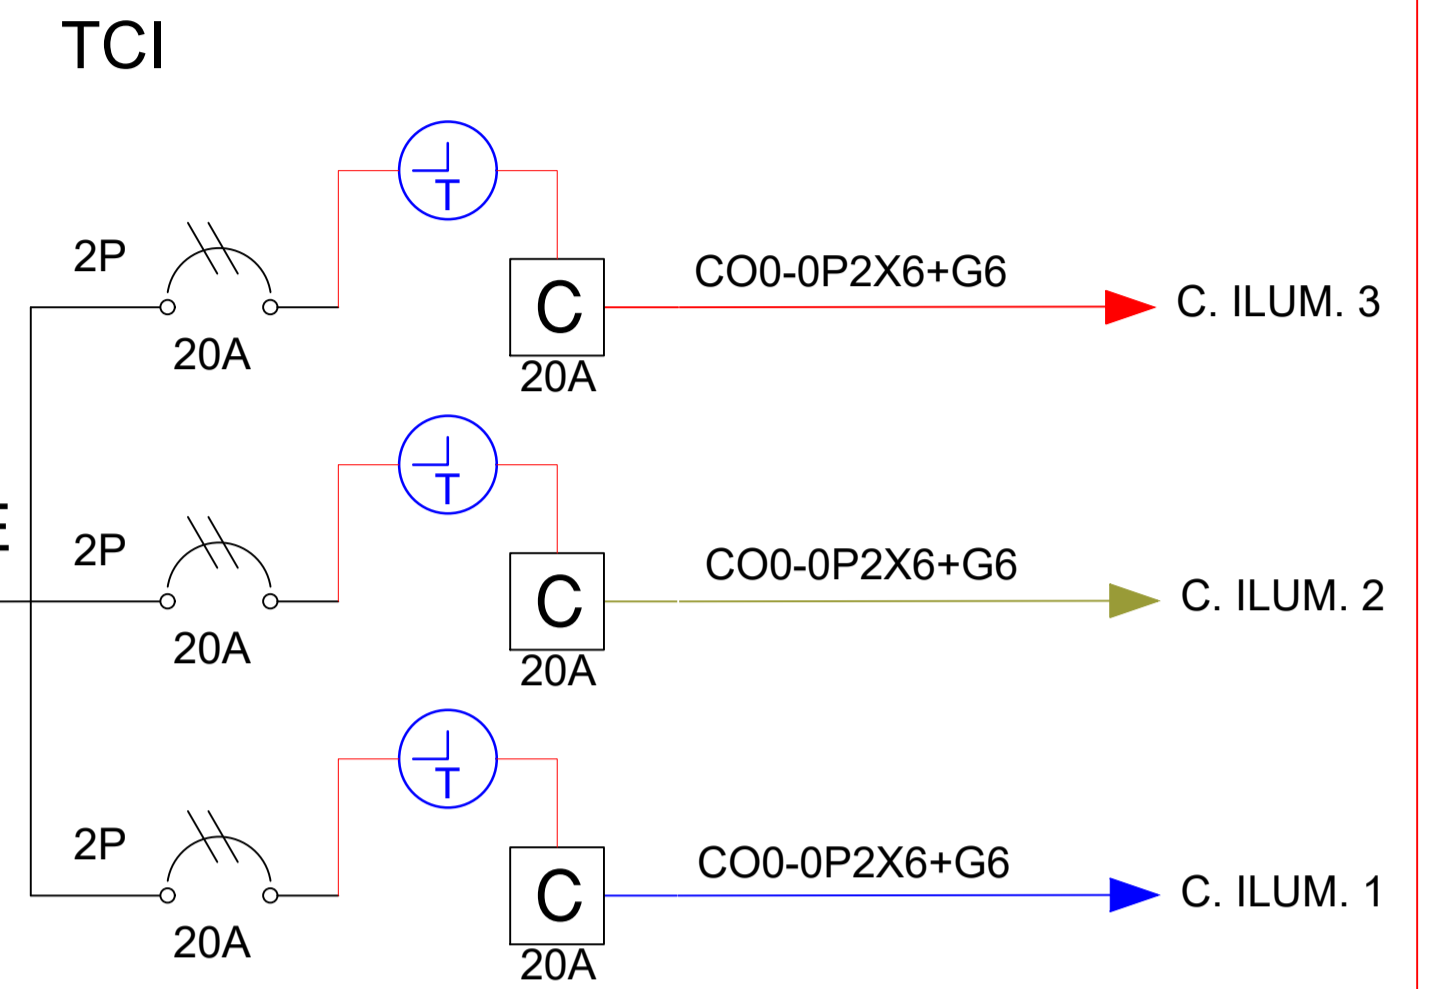 TCI
2P
20A
T
C
20A
CO0-0P2X6+G6
C. ILUM. 3
E
2P
20A
T
C
20A
CO0-0P2X6+G6
C. ILUM. 2
2P
20A
T
C
20A
CO0-0P2X6+G6
C. ILUM. 1